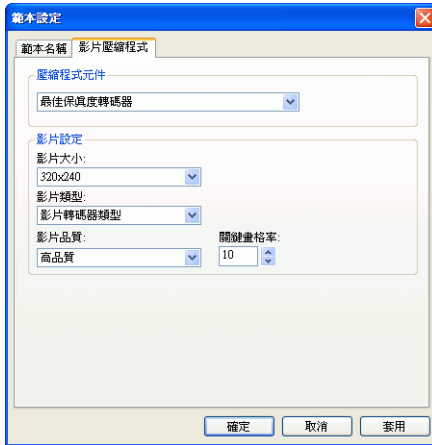 範本設定
範本名稱 影片壓縮程式
壓縮程式元件
最佳保真度轉碼器
影片設定
影片大小:
320x240
影片類型:
影片轉碼器類型
影片品質: 關鍵畫格率:
高品質 10
確定 取消 套用